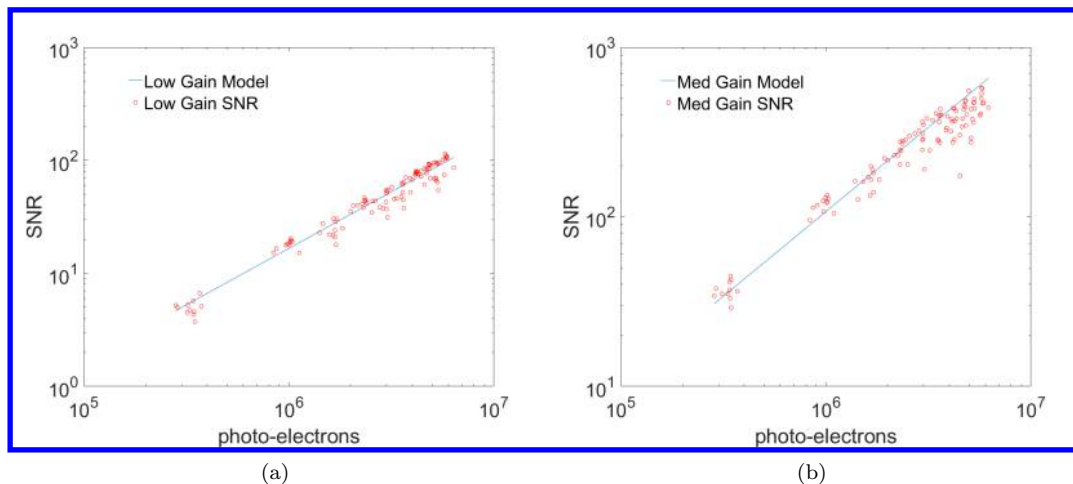 10³
Low Gain Model
Low Gain SNR
10²
SNR
10¹
10⁰
10⁵
10⁶
10⁷
photo-electrons
(a)
10³
Med Gain Model
Med Gain SNR
SNR
10²
10¹
10⁵
10⁶
10⁷
photo-electrons
(b)